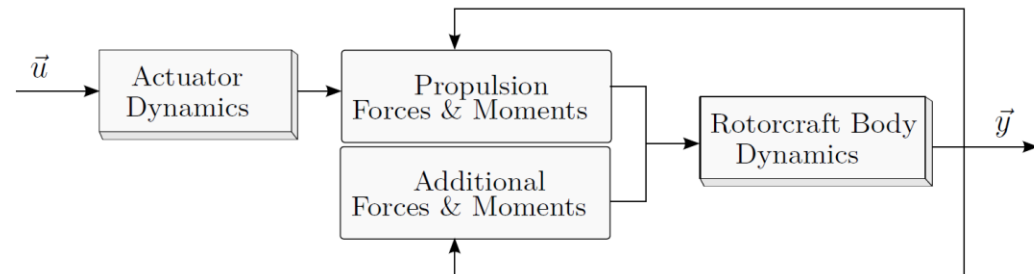 u⃗
Actuator
Dynamics
Propulsion
Forces & Moments
Additional
Forces & Moments
Rotorcraft Body
Dynamics
y⃗